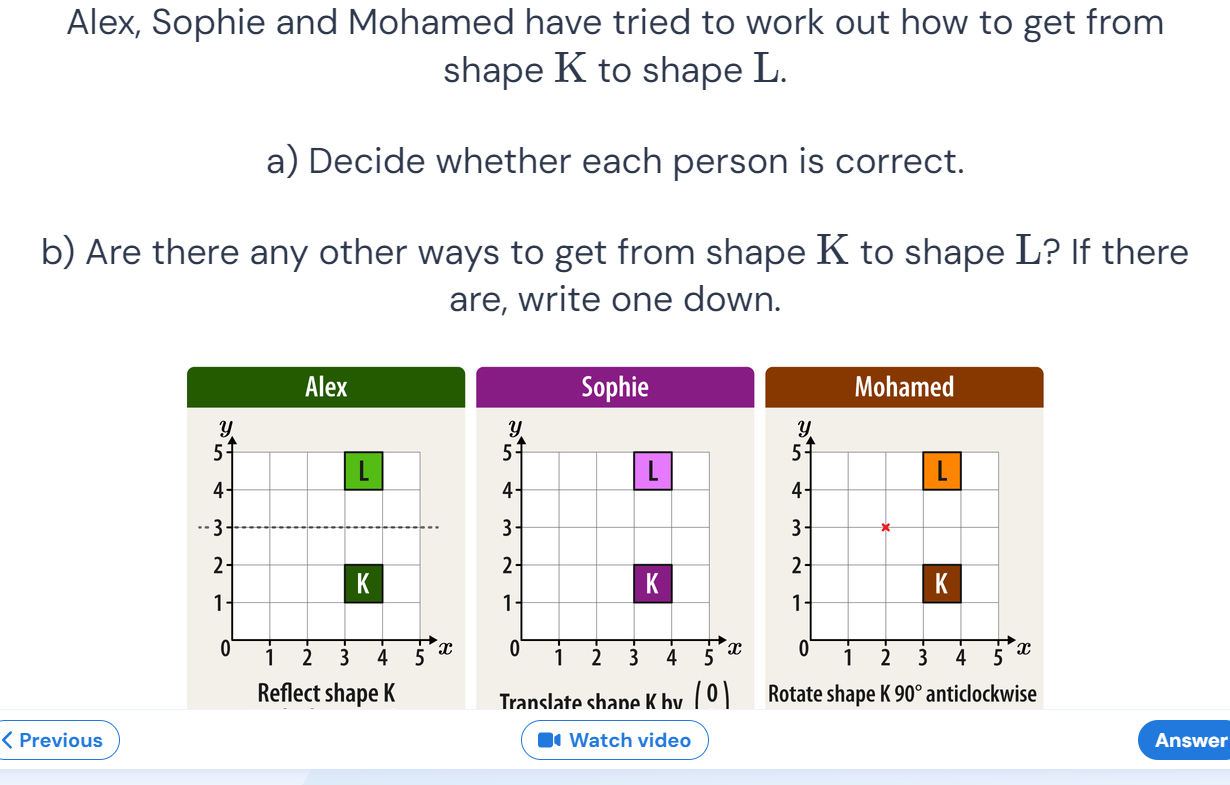 Alex, Sophie and Mohamed have tried to work out how to get from
shape K to shape L.
a) Decide whether each person is correct.
b) Are there any other ways to get from shape K to shape L? If there
are, write one down.
Alex
y
5
4
3
2
1
0
1 2 3 4 5 x
L
K
Reflect shape K
Sophie
y
5
4
3
2
1
0
1 2 3 4 5 x
L
K
Translate shape K by (0)
Mohamed
y
5
4
3
2
1
0
1 2 3 4 5 x
L
K
Rotate shape K 90° anticlockwise
Previous
Watch video
Answer